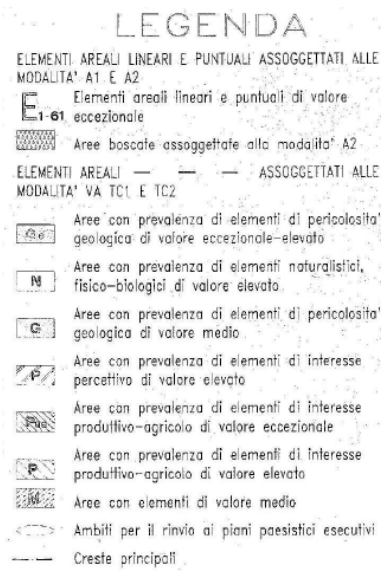 LEGENDA
ELEMENTI AREALI LINEARI E PUNTUALI ASSOGGETTATI ALLE
MODALITA' A1 E A2
E1-61 Elementi areali lineari e puntuali di valore
eccezionale
Aree boscate assoggettate alla modalita' A2
ELEMENTI AREALI — — — ASSOGGETTATI ALLE
MODALITA' VA TC1 E TC2
Aree con prevalenza di elementi di pericolosita'
geologica di valore eccezionale-elevato
N Aree con prevalenza di elementi naturalistici,
fisico-biologici di valore elevato
G Aree con prevalenza di elementi di pericolosita'
geologica di valore medio
P Aree con prevalenza di elementi di interesse
percettivo di valore elevato
Aree con prevalenza di elementi di interesse
produttivo-agricolo di valore eccezionale
P Aree con prevalenza di elementi di interesse
produttivo-agricolo di valore elevato
M Aree con elementi di valore medio
Ambiti per il rinvio ai piani paesistici esecutivi
Creste principali